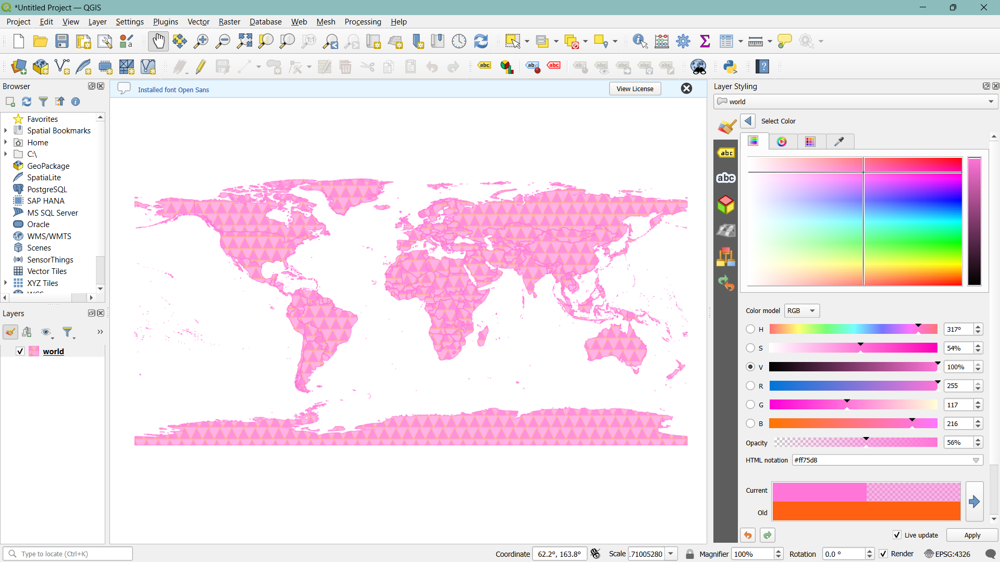 *Untitled Project — QGIS
Project Edit View Layer Settings Plugins Vector Raster Database Web Mesh Processing Help
Browser
Favorites
Spatial Bookmarks
Home
C:\
GeoPackage
SpatiaLite
PostgreSQL
SAP HANA
MS SQL Server
Oracle
WMS/WMTS
Scenes
SensorThings
Vector Tiles
XYZ Tiles
Layers
world
Installed font Open Sans
View License
Layer Styling
world
Select Color
abc
abc
Color model RGB
H 317°
S 54%
V 100%
R 255
G 117
B 216
Opacity 56%
HTML notation #ff75d8
Current
Old
Live update Apply
Type to locate (Ctrl+K) Coordinate 62.2°, 163.8° Scale :71005280 Magnifier 100% Rotation 0.0 ° Render EPSG:4326